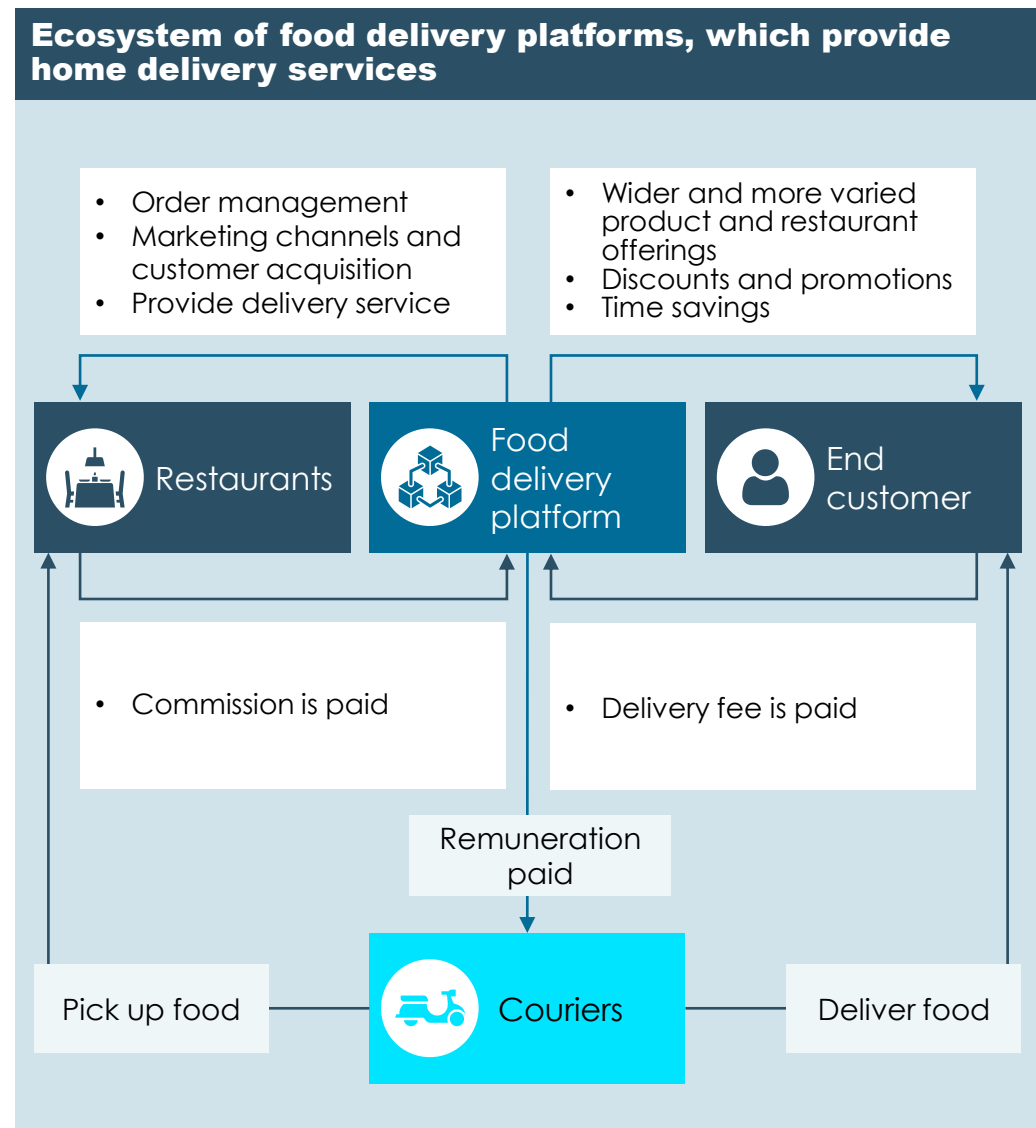 Ecosystem of food delivery platforms, which provide
home delivery services
• Order management
• Marketing channels and
customer acquisition
• Provide delivery service
• Wider and more varied
product and restaurant
offerings
• Discounts and promotions
• Time savings
Restaurants
Food
delivery
platform
End
customer
• Commission is paid
• Delivery fee is paid
Remuneration
paid
Pick up food
Couriers
Deliver food